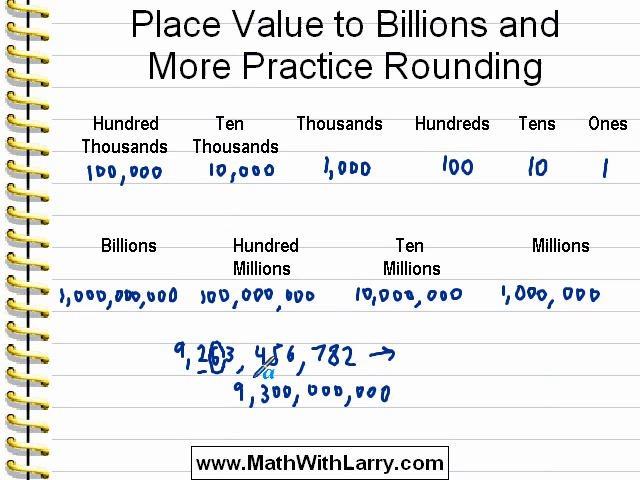 Place Value to Billions and
More Practice Rounding
Hundred Thousands Ten Thousands Thousands Hundreds Tens Ones
100,000 10,000 1,000 100 10 1
Billions Hundred Millions Ten Millions Millions
1,000,000,000 100,000,000 10,000,000 1,000,000
9,263,456,782 →
9,300,000,000
www.MathWithLarry.com